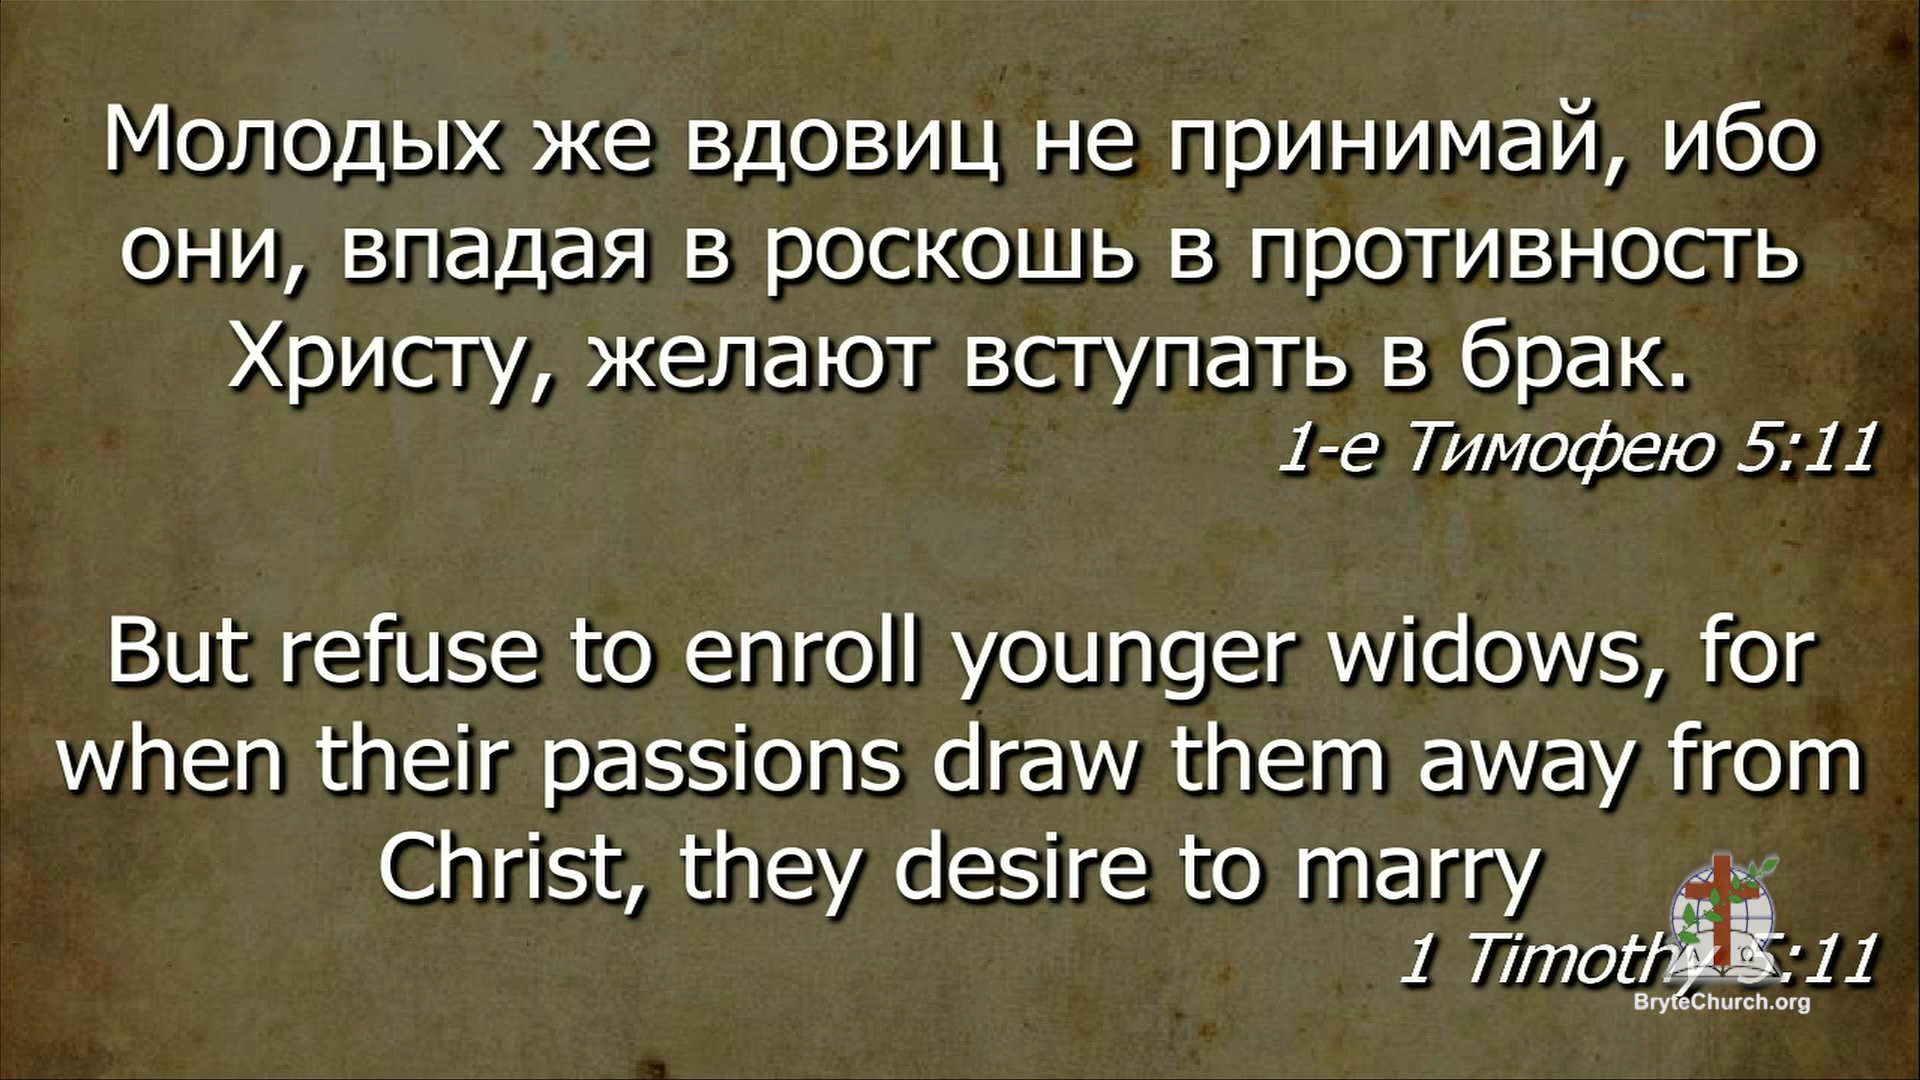 Молодых же вдовиц не принимай, ибо
они, впадая в роскошь в противность
Христу, желают вступать в брак.
1-е Тимофею 5:11
But refuse to enroll younger widows, for
when their passions draw them away from
Christ, they desire to marry
1 Timothy 5:11
Α Ω
BryteChurch.org